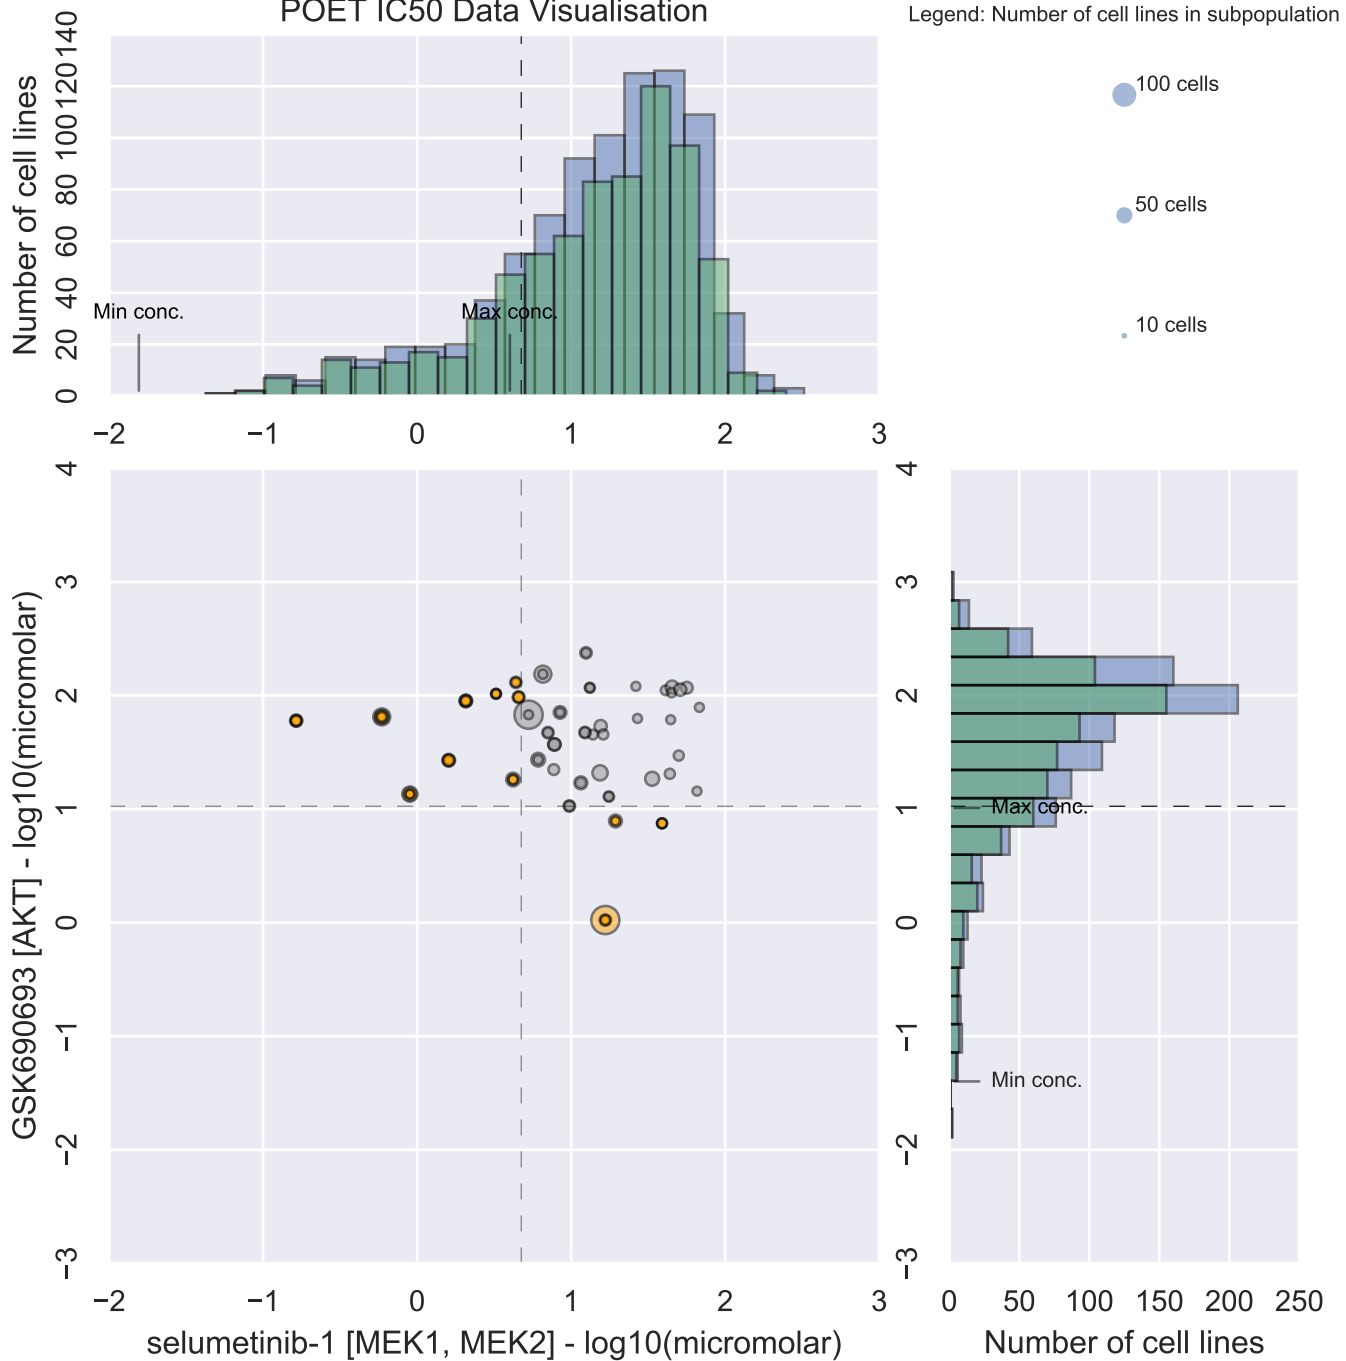 POET IC50 Data Visualisation
Legend: Number of cell lines in subpopulation
100 cells
50 cells
10 cells
Number of cell lines
0 20 40 60 80 100 120 140
Min conc.
Max conc.
−2 −1 0 1 2 3
GSK690693 [AKT] - log10(micromolar)
4
3
2
1
0
−1
−2
−3
−2 −1 0 1 2 3
selumetinib-1 [MEK1, MEK2] - log10(micromolar)
4
3
2
1
0
−1
−2
−3
Max conc.
Min conc.
0 50 100 150 200 250
Number of cell lines